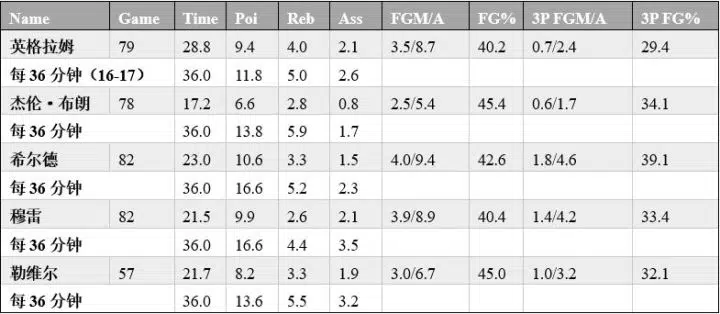 Name Game Time Poi Reb Ass FGM/A FG% 3P FGM/A 3P FG%
英格拉姆 79 28.8 9.4 4.0 2.1 3.5/8.7 40.2 0.7/2.4 29.4
每 36 分钟（16-17） 36.0 11.8 5.0 2.6
杰伦·布朗 78 17.2 6.6 2.8 0.8 2.5/5.4 45.4 0.6/1.7 34.1
每 36 分钟 36.0 13.8 5.9 1.7
希尔德 82 23.0 10.6 3.3 1.5 4.0/9.4 42.6 1.8/4.6 39.1
每 36 分钟 36.0 16.6 5.2 2.3
穆雷 82 21.5 9.9 2.6 2.1 3.9/8.9 40.4 1.4/4.2 33.4
每 36 分钟 36.0 16.6 4.4 3.5
勒维尔 57 21.7 8.2 3.3 1.9 3.0/6.7 45.0 1.0/3.2 32.1
每 36 分钟 36.0 13.6 5.5 3.2